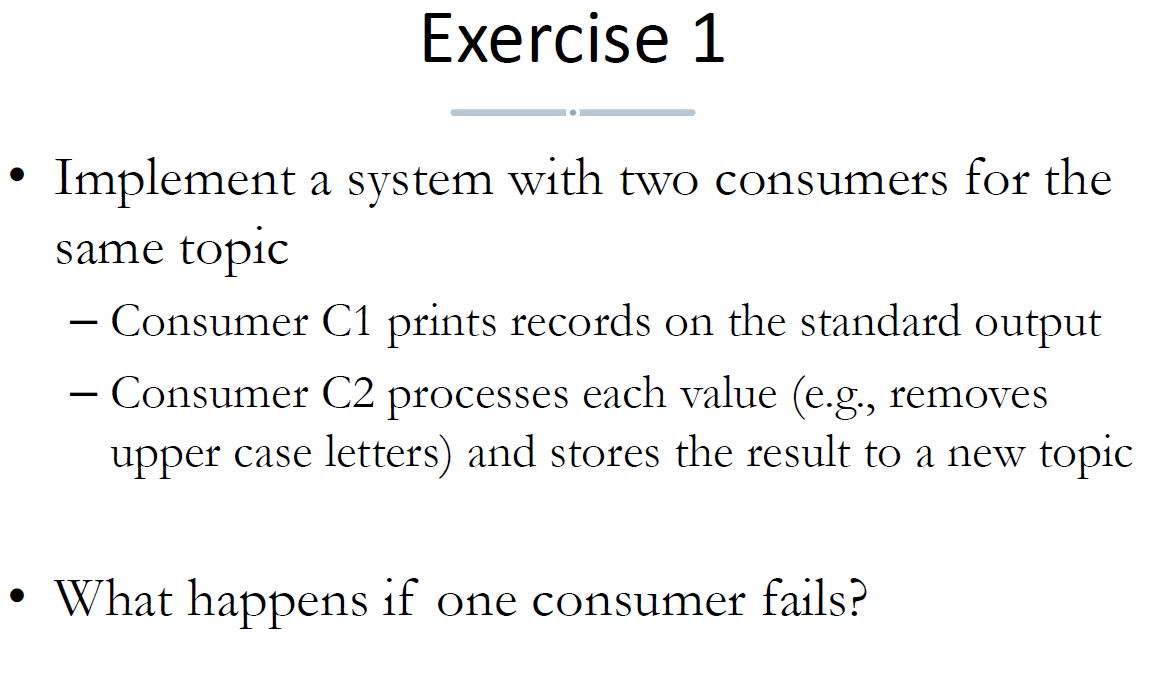 Exercise 1
• Implement a system with two consumers for the
same topic
– Consumer C1 prints records on the standard output
– Consumer C2 processes each value (e.g., removes
upper case letters) and stores the result to a new topic
• What happens if one consumer fails?